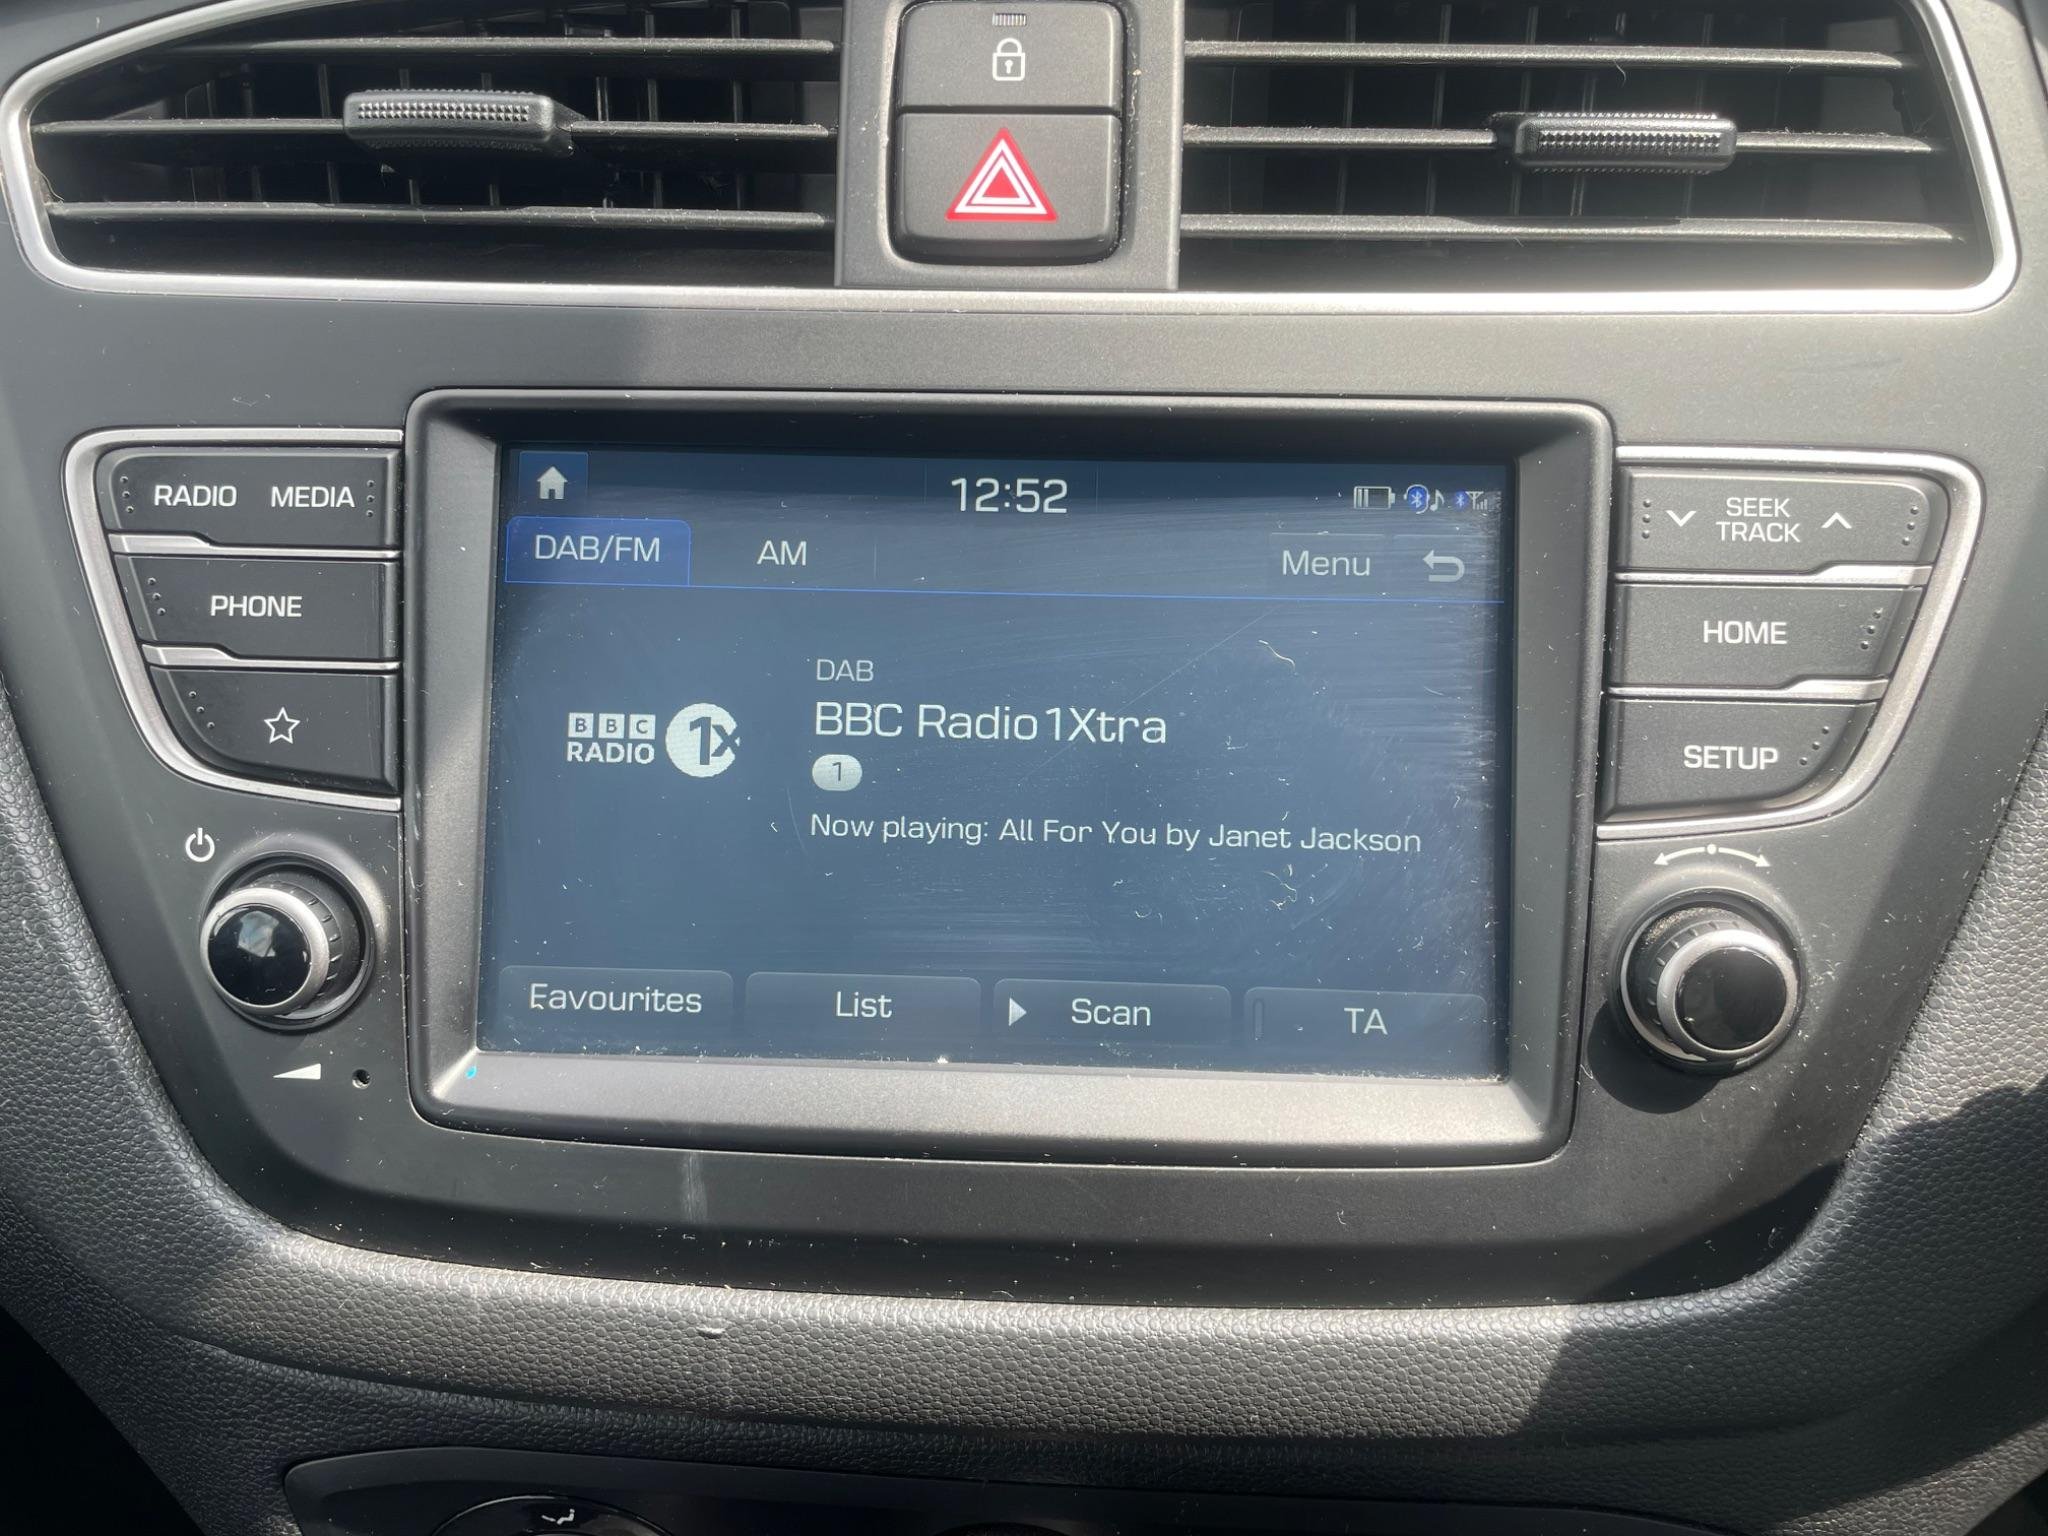 12:52
RADIO MEDIA
SEEK
TRACK
DAB/FM AM Menu
PHONE
HOME
DAB
BBC Radio 1Xtra
BBC
RADIO 1X
1
SETUP
Now playing: All For You by Janet Jackson
Favourites List Scan TA